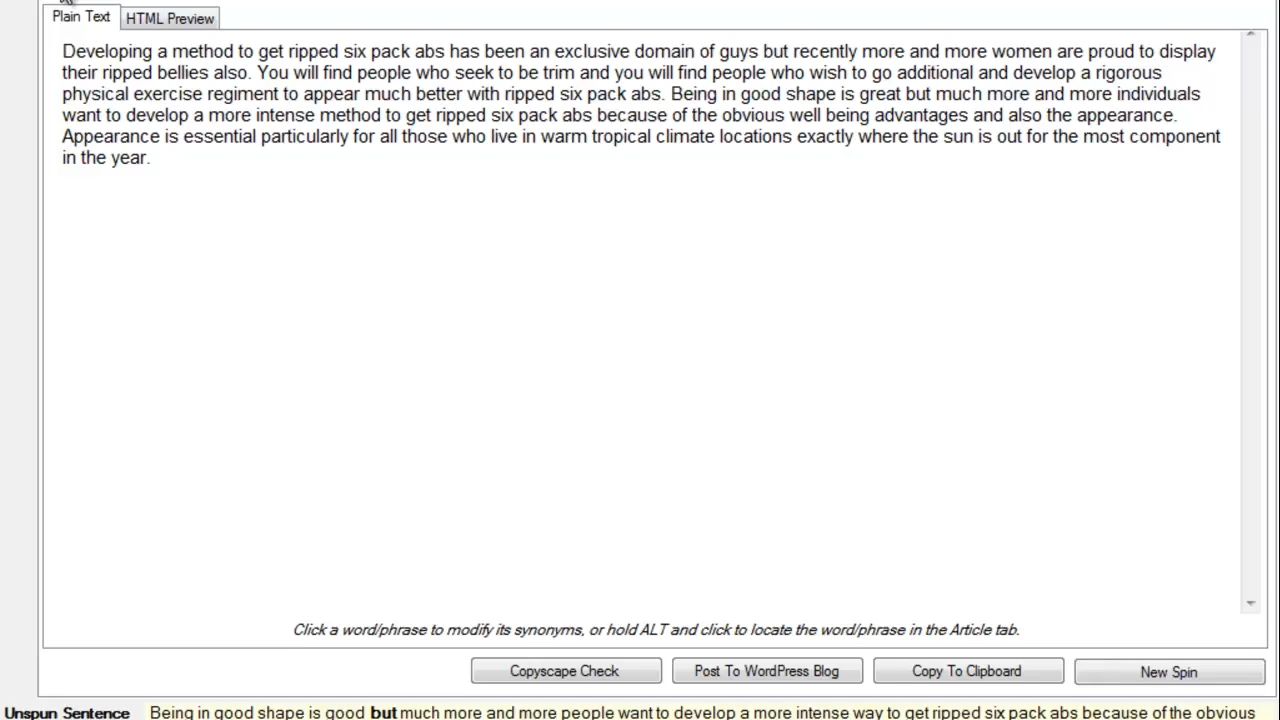 Plain Text
HTML Preview
Developing a method to get ripped six pack abs has been an exclusive domain of guys but recently more and more women are proud to display
their ripped bellies also. You will find people who seek to be trim and you will find people who wish to go additional and develop a rigorous
physical exercise regiment to appear much better with ripped six pack abs. Being in good shape is great but much more and more individuals
want to develop a more intense method to get ripped six pack abs because of the obvious well being advantages and also the appearance.
Appearance is essential particularly for all those who live in warm tropical climate locations exactly where the sun is out for the most component
in the year.
Click a word/phrase to modify its synonyms, or hold ALT and click to locate the word/phrase in the Article tab.
Copyscape Check
Post To WordPress Blog
Copy To Clipboard
New Spin
Unspun Sentence
Being in good shape is good but much more and more people want to develop a more intense way to get ripped six pack abs because of the obvious